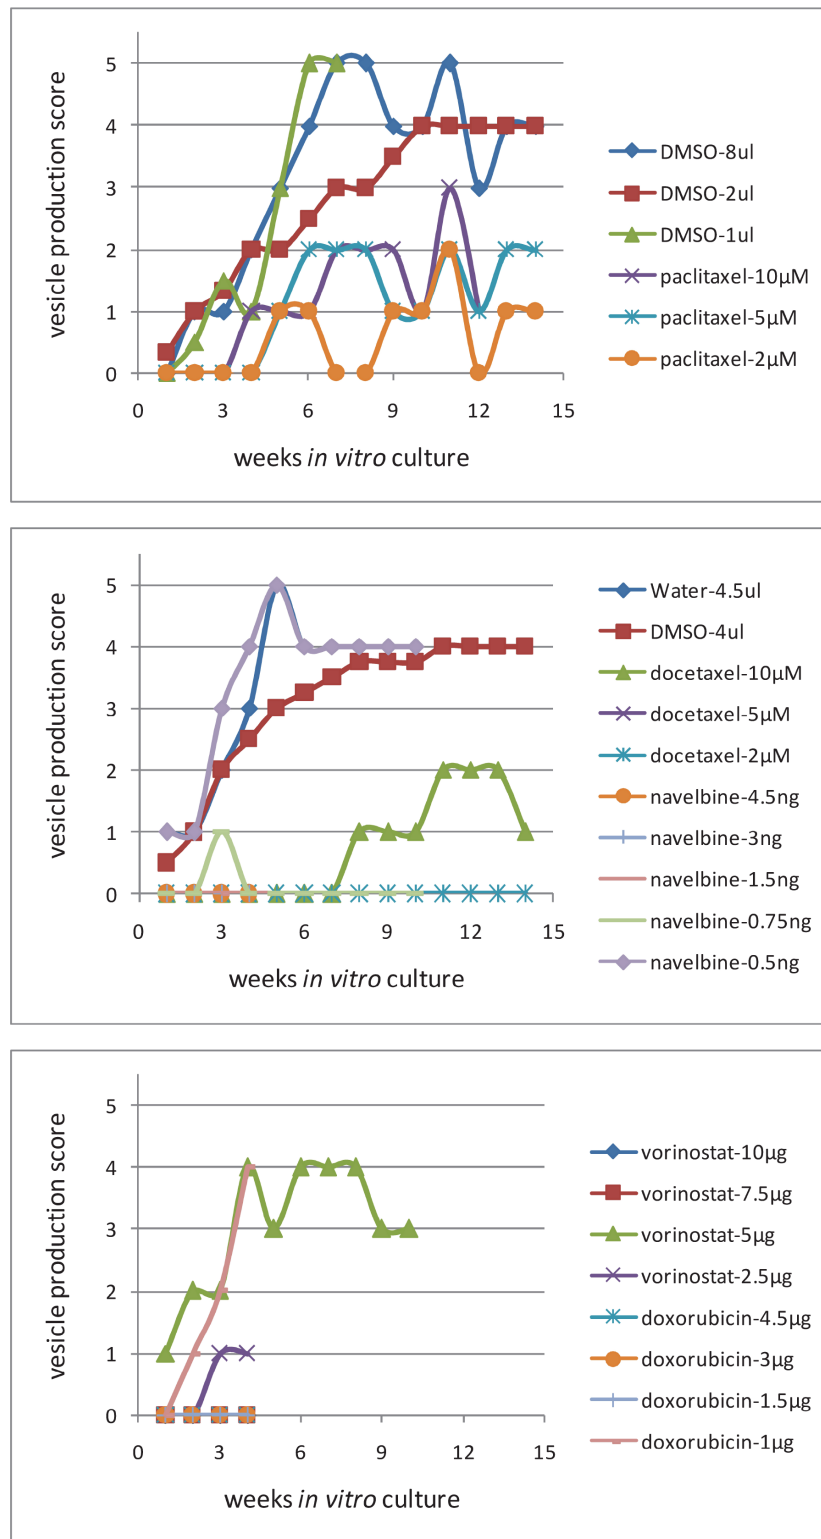 vesicle production score
5
4
3
2
1
0
0 3 6 9 12 15
weeks in vitro culture
DMSO-8ul
DMSO-2ul
DMSO-1ul
paclitaxel-10µM
paclitaxel-5µM
paclitaxel-2µM
vesicle production score
5
4
3
2
1
0
0 3 6 9 12 15
weeks in vitro culture
Water-4.5ul
DMSO-4ul
docetaxel-10µM
docetaxel-5µM
docetaxel-2µM
navelbine-4.5ng
navelbine-3ng
navelbine-1.5ng
navelbine-0.75ng
navelbine-0.5ng
vesicle production score
5
4
3
2
1
0
0 3 6 9 12 15
weeks in vitro culture
vorinostat-10µg
vorinostat-7.5µg
vorinostat-5µg
vorinostat-2.5µg
doxorubicin-4.5µg
doxorubicin-3µg
doxorubicin-1.5µg
doxorubicin-1µg